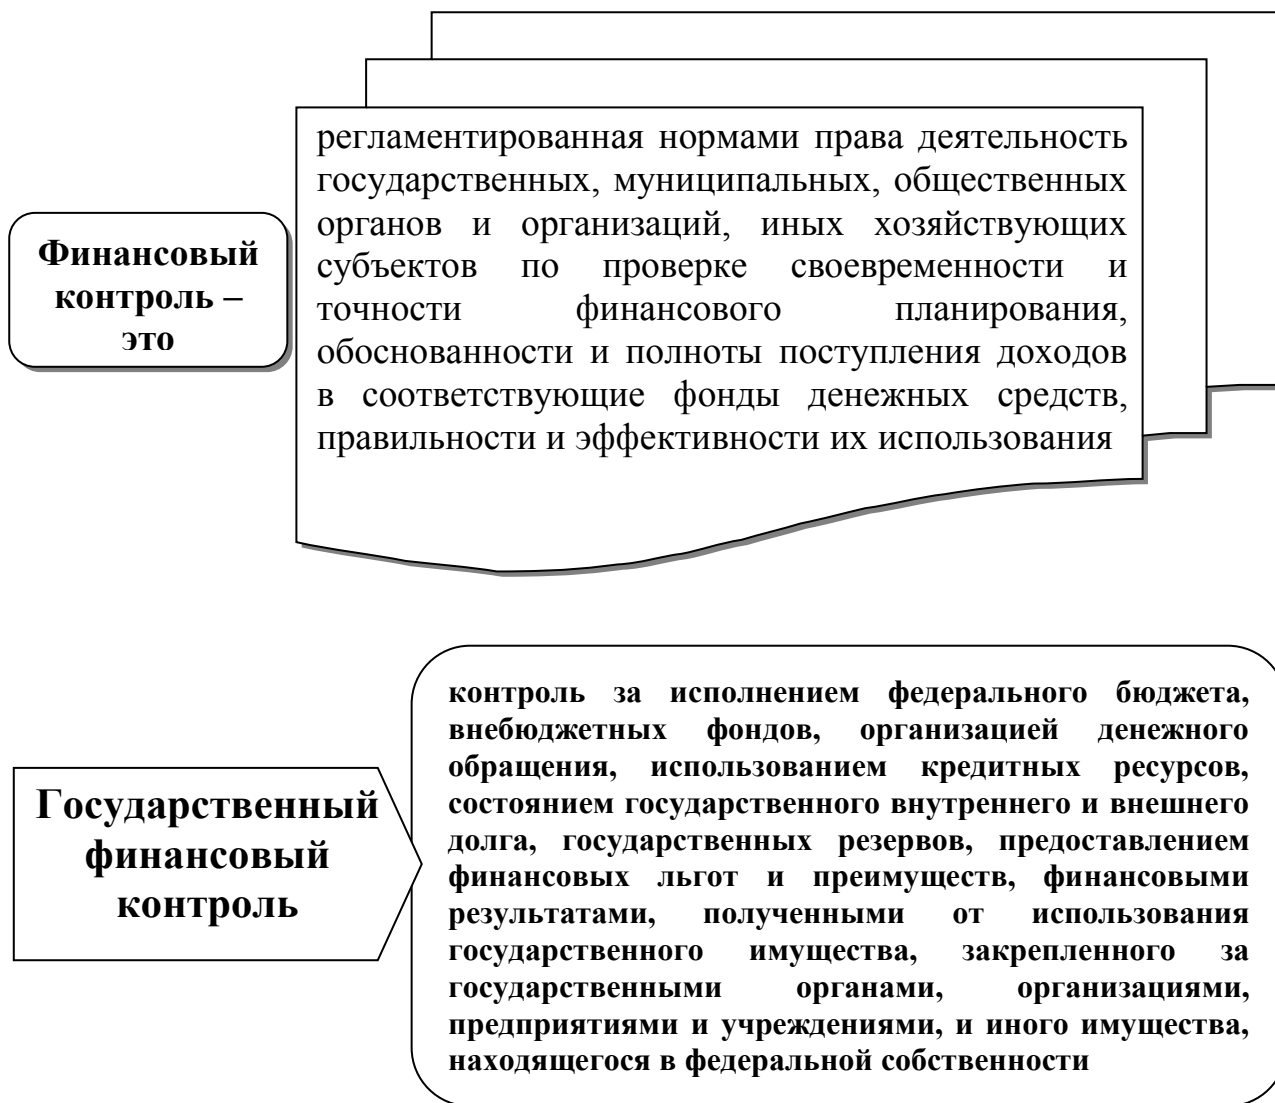 Финансовый
контроль –
это
регламентированная нормами права деятельность
государственных, муниципальных, общественных
органов и организаций, иных хозяйствующих
субъектов по проверке своевременности и
точности финансового планирования,
обоснованности и полноты поступления доходов
в соответствующие фонды денежных средств,
правильности и эффективности их использования
Государственный
финансовый
контроль
контроль за исполнением федерального бюджета,
внебюджетных фондов, организацией денежного
обращения, использованием кредитных ресурсов,
состоянием государственного внутреннего и внешнего
долга, государственных резервов, предоставлением
финансовых льгот и преимуществ, финансовыми
результатами, полученными от использования
государственного имущества, закрепленного за
государственными органами, организациями,
предприятиями и учреждениями, и иного имущества,
находящегося в федеральной собственности